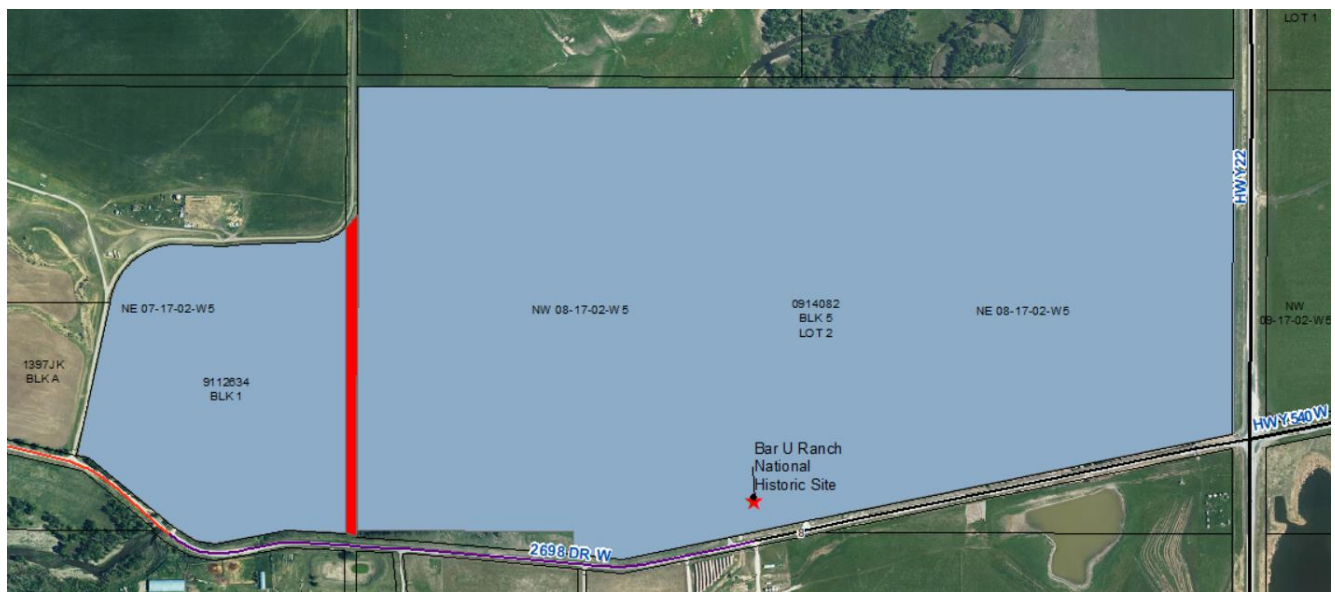 LOT 1
HWY 22
NE 07-17-02-W5
NW 08-17-02-W5
0914082
BLK 5
LOT 2
NE 08-17-02-W5
NW
09-17-02-W5
1397JK
BLK A
9112634
BLK 1
HWY 540 W
Bar U Ranch
National
Historic Site
8
2698 DR W